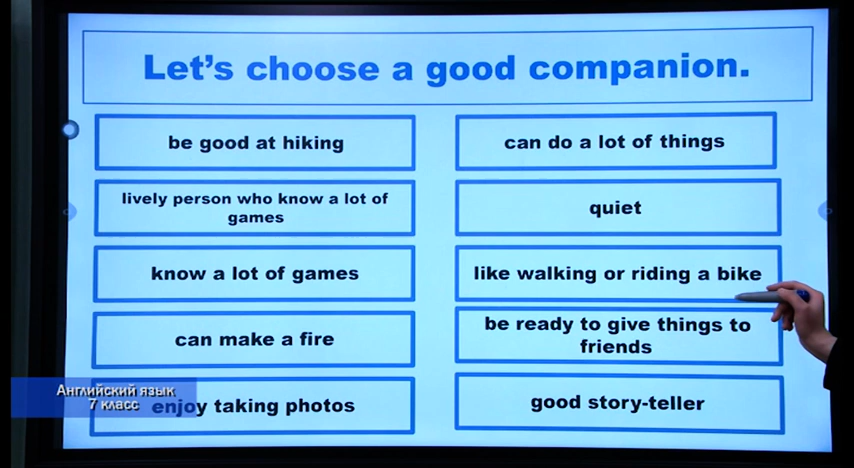 Let's choose a good companion.
be good at hiking
can do a lot of things
lively person who know a lot of
games
quiet
know a lot of games
like walking or riding a bike
can make a fire
be ready to give things to
friends
enjoy taking photos
good story-teller
Английский язык
7 класс